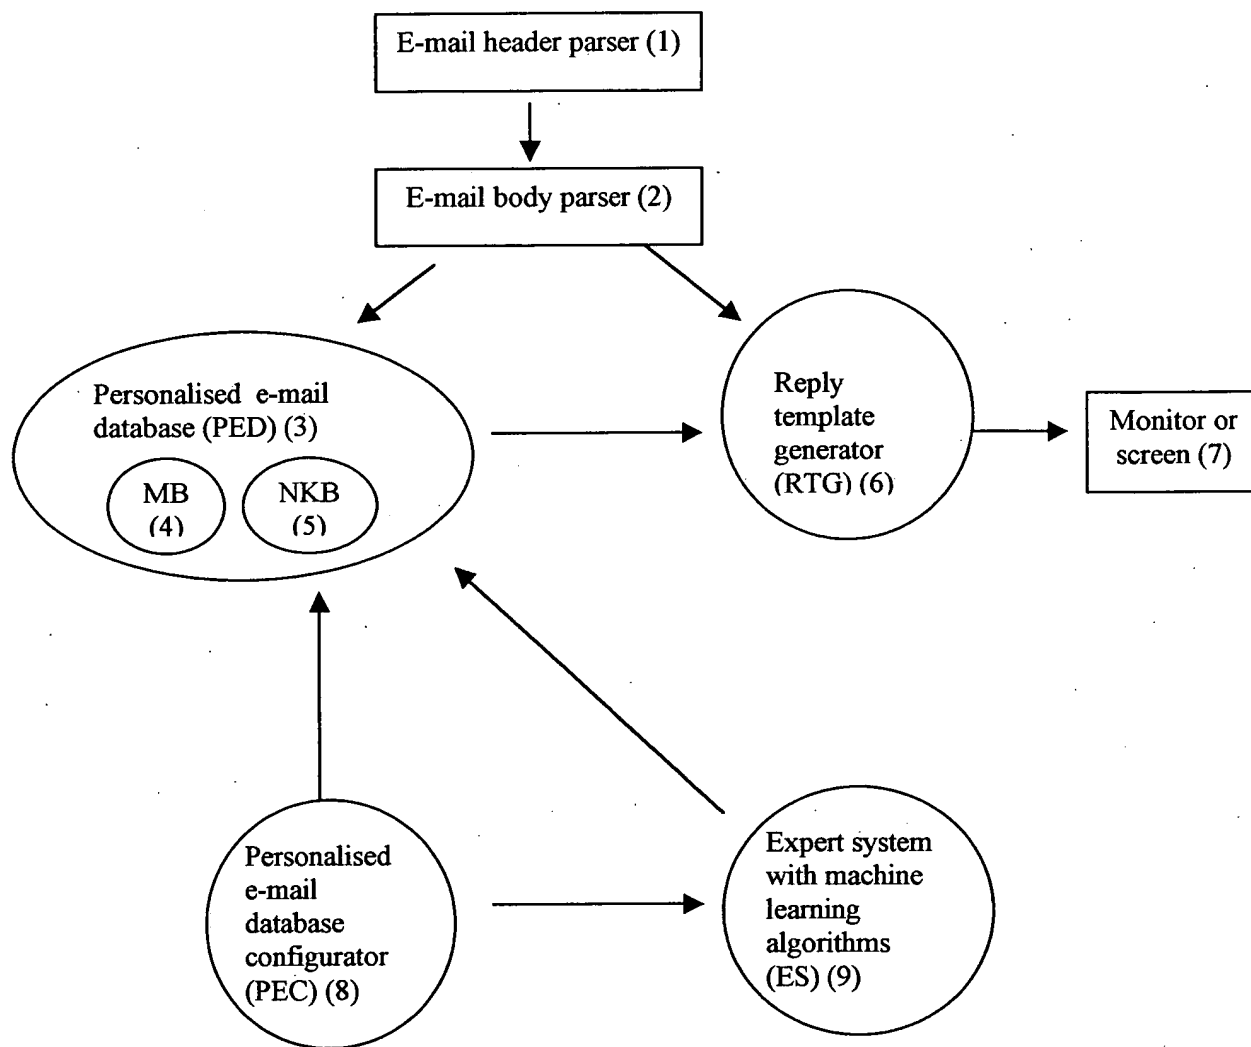 E-mail header parser (1)
E-mail body parser (2)
Personalised e-mail
database (PED) (3)
MB
(4)
NKB
(5)
Reply
template
generator
(RTG) (6)
Monitor or
screen (7)
Personalised
e-mail
database
configurator
(PEC) (8)
Expert system
with machine
learning
algorithms
(ES) (9)